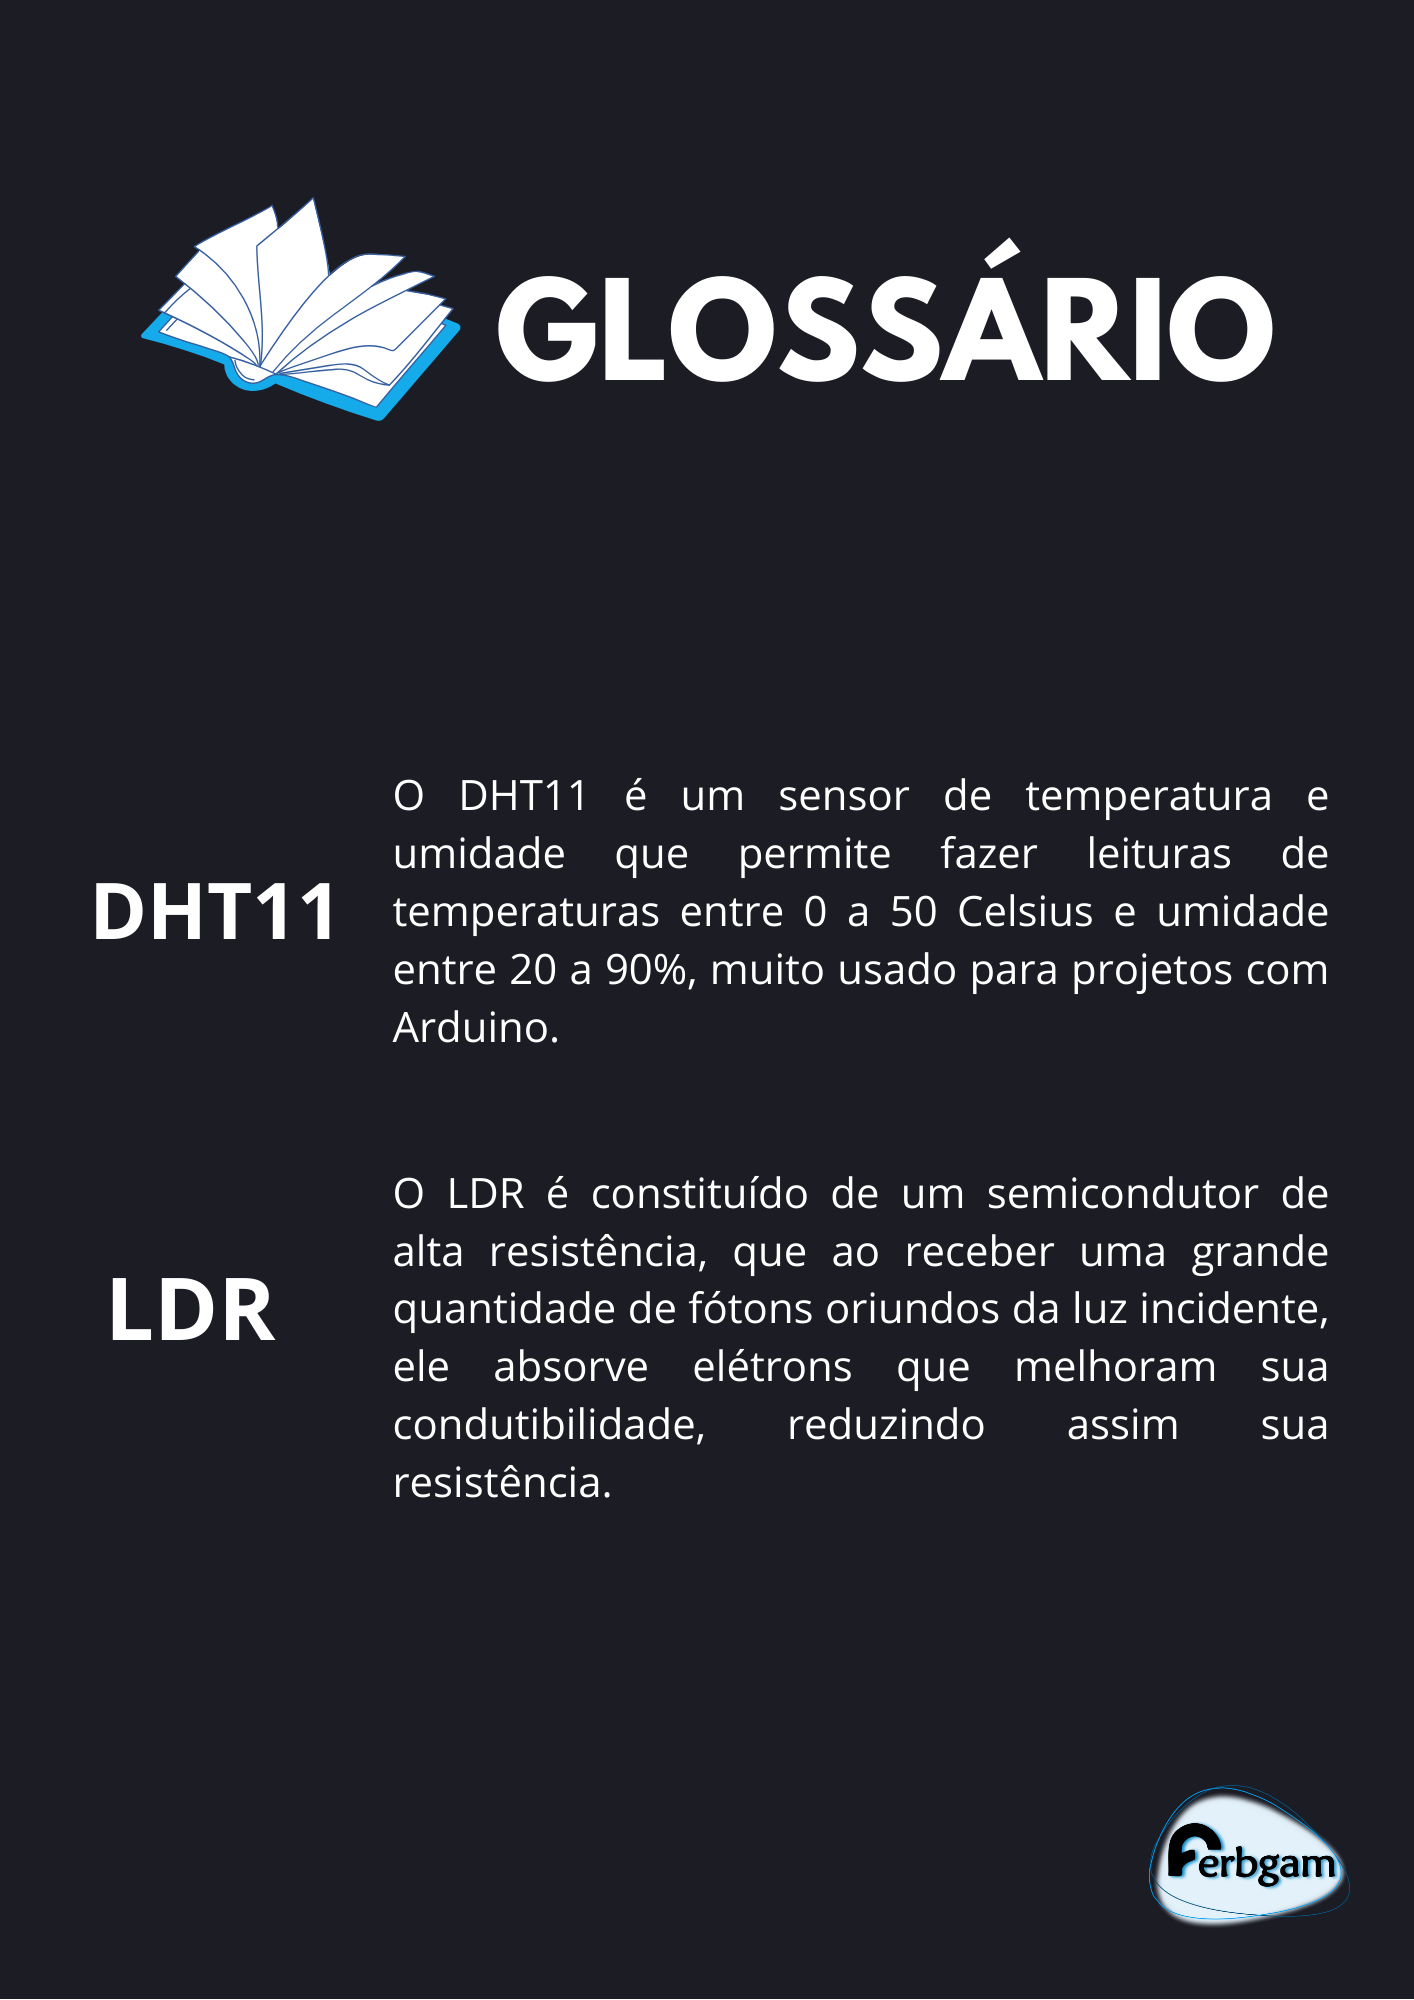 GLOSSÁRIO
DHT11
O DHT11 é um sensor de temperatura e
umidade que permite fazer leituras de
temperaturas entre 0 a 50 Celsius e umidade
entre 20 a 90%, muito usado para projetos com
Arduino.
LDR
O LDR é constituído de um semicondutor de
alta resistência, que ao receber uma grande
quantidade de fótons oriundos da luz incidente,
ele absorve elétrons que melhoram sua
condutibilidade, reduzindo assim sua
resistência.
Ferbgam